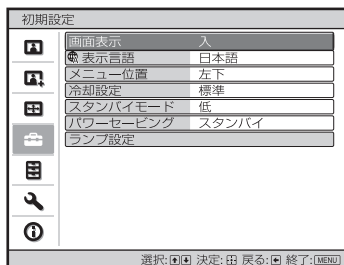 初期設定
画面表示 入
表示言語 日本語
メニュー位置 左下
冷却設定 標準
スタンバイモード 低
パワーセービング スタンバイ
ランプ設定
選択: 決定: 戻る: 終了:MENU